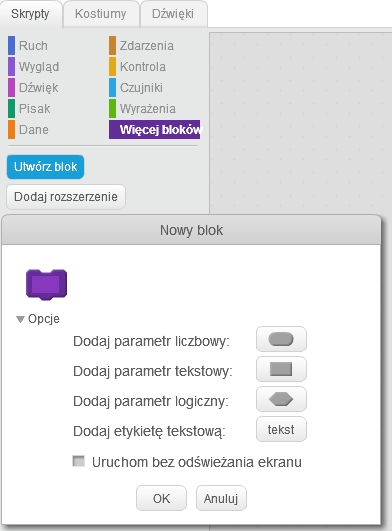 Skrypty Kostiumy Dźwięki
Ruch Zdarzenia
Wygląd Kontrola
Dźwięk Czujniki
Pisak Wyrażenia
Dane Więcej bloków
Utwórz blok
Dodaj rozszerzenie
Nowy blok
Opcje
Dodaj parametr liczbowy:
Dodaj parametr tekstowy:
Dodaj parametr logiczny:
Dodaj etykietę tekstową: tekst
Uruchom bez odświeżania ekranu
OK Anuluj